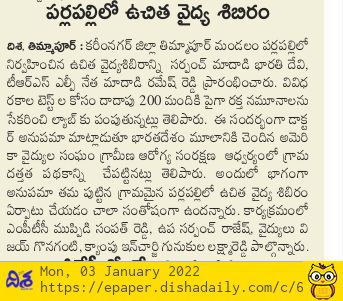 పర్లపల్లిలో ఉచిత వైద్య శిబిరం
దిశ, తిమ్మాపూర్ : కరీంనగర్ జిల్లా తిమ్మాపూర్ మండలం పర్లపల్లిలో
నిర్వహించిన ఉచిత వైద్యశిబిరాన్ని సర్పంచ్ మాదాడి భారతి దేవి,
టీఆర్ఎస్ ఎల్పీ నేత మాదాడి రమేష్ రెడ్డి ప్రారంభించారు. వివిధ
రకాల టెస్ట్ ల కోసం దాదాపు 200 మందికి పైగా రక్త నమూనాలను
సేకరించి ల్యాబ్ కు పంపుతున్నట్లు తెలిపారు. ఈ సందర్భంగా డాక్ట
ర్ అనుపమా మాట్లాడుతూ భారతదేశం మూలానికి చెందిన అమెరి
కా వైద్యుల సంఘం గ్రామీణ ఆరోగ్య సంరక్షణ ఆధ్వర్యంలో గ్రామ
దత్తత పథకాన్ని చేపట్టినట్లు తెలిపారు. అందులో భాగంగా
అనుపమా తమ పుట్టిన గ్రామమైన పర్లపల్లిలో ఉచిత వైద్య శిబిరం
ఏర్పాటు చేయడం చాలా సంతోషంగా ఉందన్నారు. కార్యక్రమంలో
ఎంపీటీసీ ముప్పిడి సంపత్ రెడ్డి, ఉప సర్పంచ్ రాజేష్, వైద్యులు వి
జయ్ గొనగంటి, క్యాంపు ఇన్‌చార్జి గునుకుల లక్ష్మారెడ్డి పాల్గొన్నారు.
దిశ Mon, 03 January 2022
https://epaper.dishadaily.com/c/6